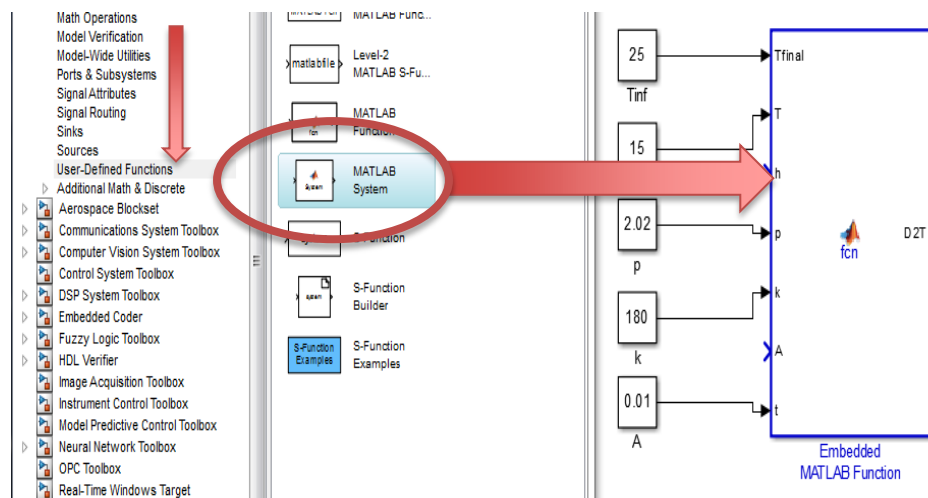 Math Operations
Model Verification
Model-Wide Utilities
Ports & Subsystems
Signal Attributes
Signal Routing
Sinks
Sources
User-Defined Functions
Additional Math & Discrete
Aerospace Blockset
Communications System Toolbox
Computer Vision System Toolbox
Control System Toolbox
DSP System Toolbox
Embedded Coder
Fuzzy Logic Toolbox
HDL Verifier
Image Acquisition Toolbox
Instrument Control Toolbox
Model Predictive Control Toolbox
Neural Network Toolbox
OPC Toolbox
Real-Time Windows Target
MATLAB Func...
matlabfile
Level-2
MATLAB S-Fu...
fcn
MATLAB
Function
System
MATLAB
System
S-Function
system
S-Function
Builder
S-Function
Examples
S-Function
Examples
25
Tinf
15
2.02
p
180
k
0.01
A
Tfinal
T
h
p
k
A
t
fcn
D2T
Embedded
MATLAB Function